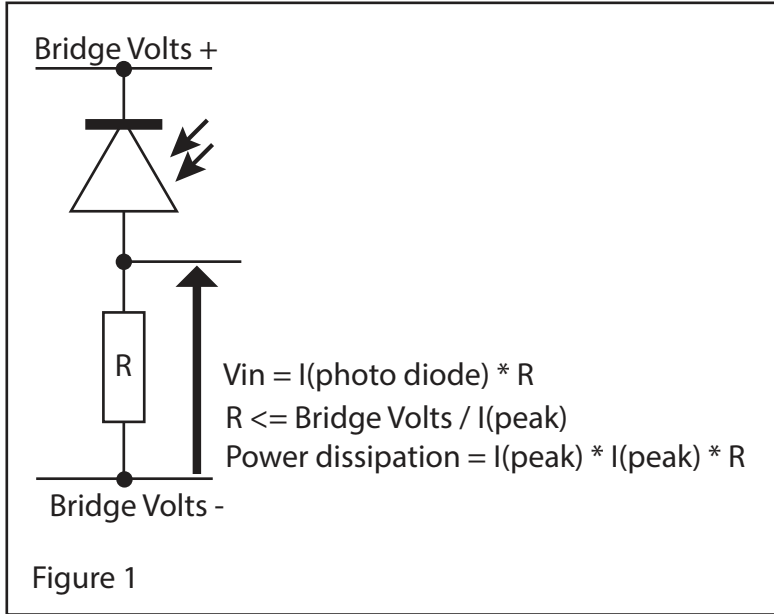 Bridge Volts +
R
Vin = I(photo diode) * R
R <= Bridge Volts / I(peak)
Power dissipation = I(peak) * I(peak) * R
Bridge Volts -
Figure 1